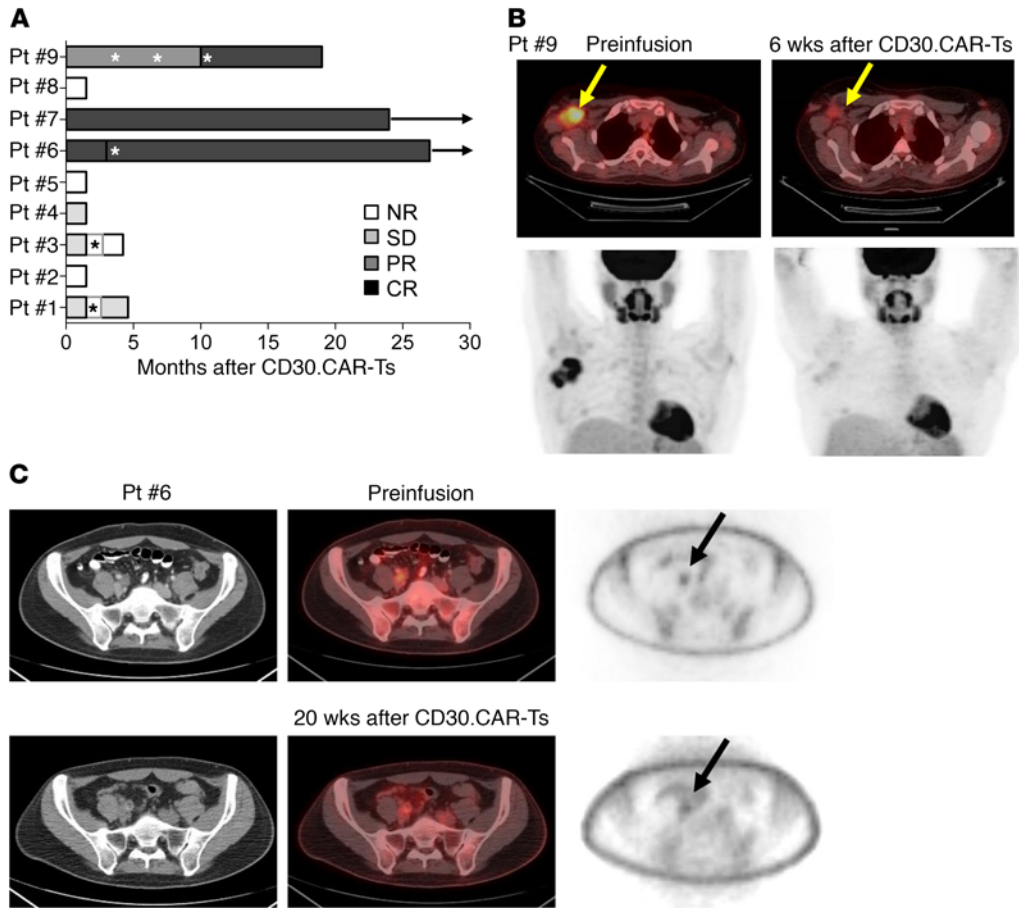 A
Pt #9
Pt #8
Pt #7
Pt #6
Pt #5
Pt #4
Pt #3
Pt #2
Pt #1
* * *
*
*
*
NR
SD
PR
CR
0 5 10 15 20 25 30
Months after CD30.CAR-Ts
B
Pt #9 Preinfusion 6 wks after CD30.CAR-Ts
C
Pt #6 Preinfusion
20 wks after CD30.CAR-Ts